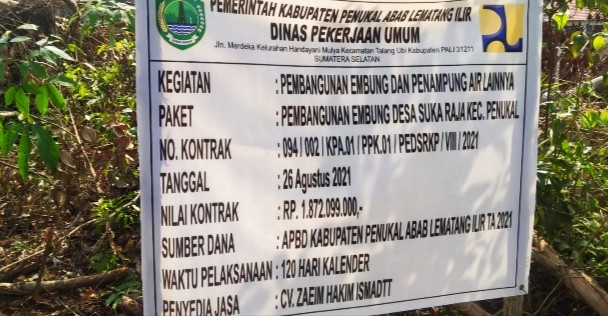 PEMERINTAH KABUPATEN PENUKAL ABAB LEMATANG ILIR
DINAS PEKERJAAN UMUM
Jln. Merdeka Kelurahan Handayani Mulya Kecamatan Talang Ubi Kabupaten PALI 31211
SUMATERA SELATAN
KEGIATAN : PEMBANGUNAN EMBUNG DAN PENAMPUNG AIR LAINNYA
PAKET : PEMBANGUNAN EMBUNG DESA SUKA RAJA KEC. PENUKAL
NO. KONTRAK : 094 / 002 / KPA.01 / PPK.01 / PEDSRKP / VIII / 2021
TANGGAL : 26 Agustus 2021
NILAI KONTRAK : RP. 1.872.099.000,-
SUMBER DANA : APBD KABUPATEN PENUKAL ABAB LEMATANG ILIR TA 2021
WAKTU PELAKSANAAN : 120 HARI KALENDER
PENYEDIA JASA : CV. ZAEIM HAKIM ISMADTT